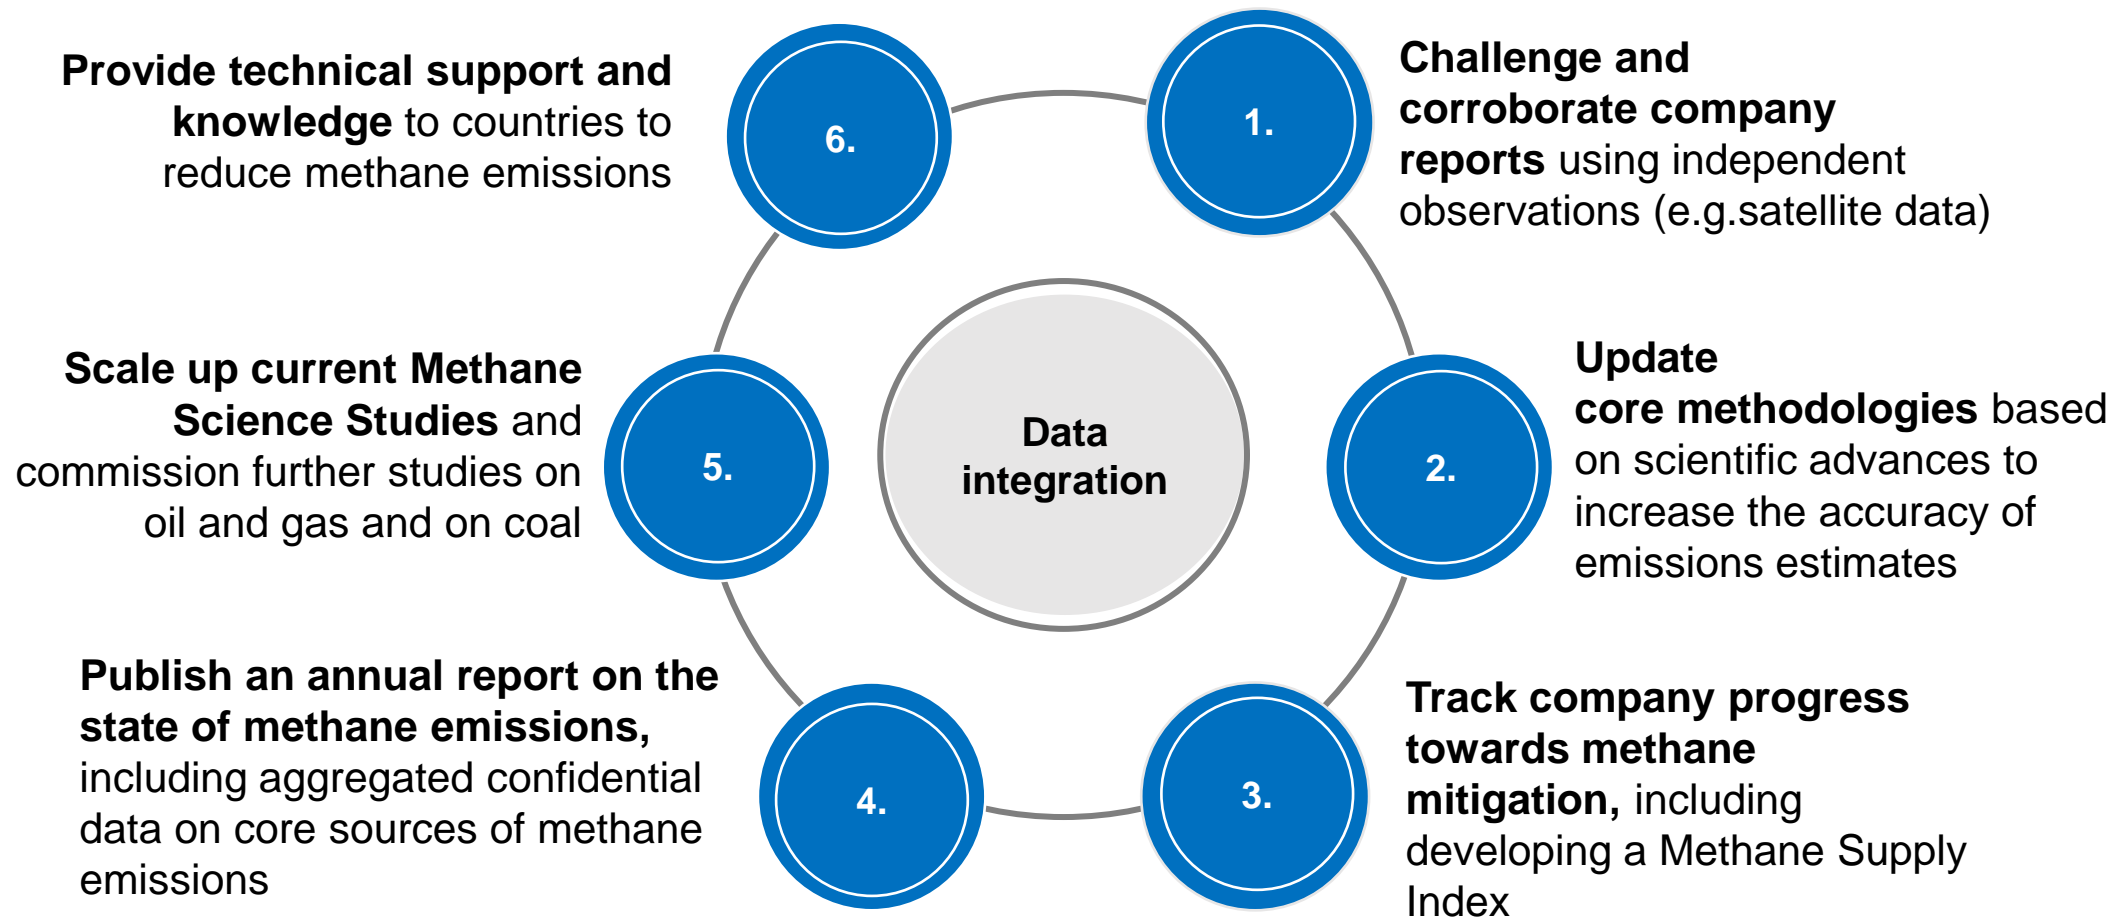 1.
Challenge and
corroborate company
reports using independent
observations (e.g.satellite data)
2.
Update
core methodologies based
on scientific advances to
increase the accuracy of
emissions estimates
3.
Track company progress
towards methane
mitigation, including
developing a Methane Supply
Index
4.
Publish an annual report on the
state of methane emissions,
including aggregated confidential
data on core sources of methane
emissions
5.
Scale up current Methane
Science Studies and
commission further studies on
oil and gas and on coal
6.
Provide technical support and
knowledge to countries to
reduce methane emissions
Data
integration